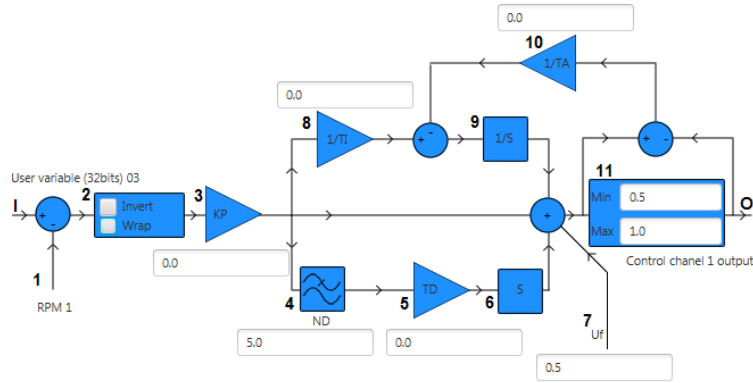 0.0
10
1/TA
0.0
8
1/TI
+
-
9
1/S
+
-
User variable (32bits) 03
I
2
Invert
Wrap
3
KP
+
-
11
Min
0.5
Max
1.0
O
Control chanel 1 output
+
1
RPM 1
0.0
4
ND
5
TD
6
S
7
Uf
5.0
0.0
0.5